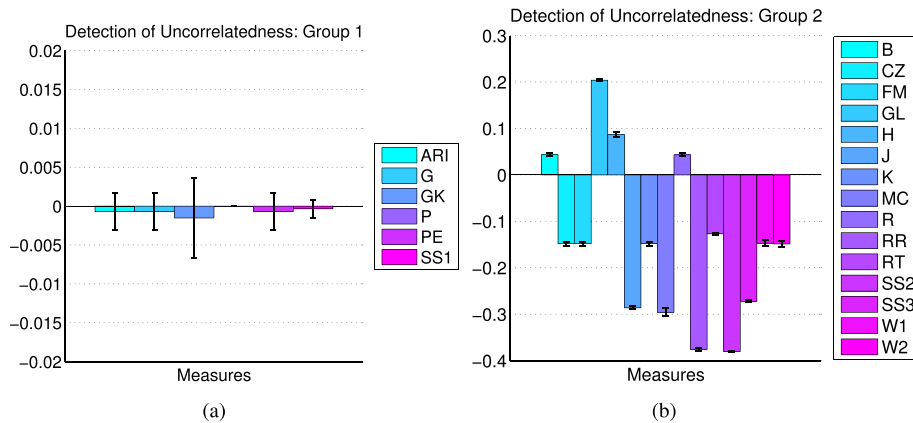 Detection of Uncorrelatedness: Group 1
0.02
0.015
0.01
0.005
0
−0.005
−0.01
−0.015
−0.02
Measures
ARI
G
GK
P
PE
SS1
(a)
Detection of Uncorrelatedness: Group 2
0.3
0.2
0.1
0
−0.1
−0.2
−0.3
−0.4
Measures
B
CZ
FM
GL
H
J
K
MC
R
RR
RT
SS2
SS3
W1
W2
(b)